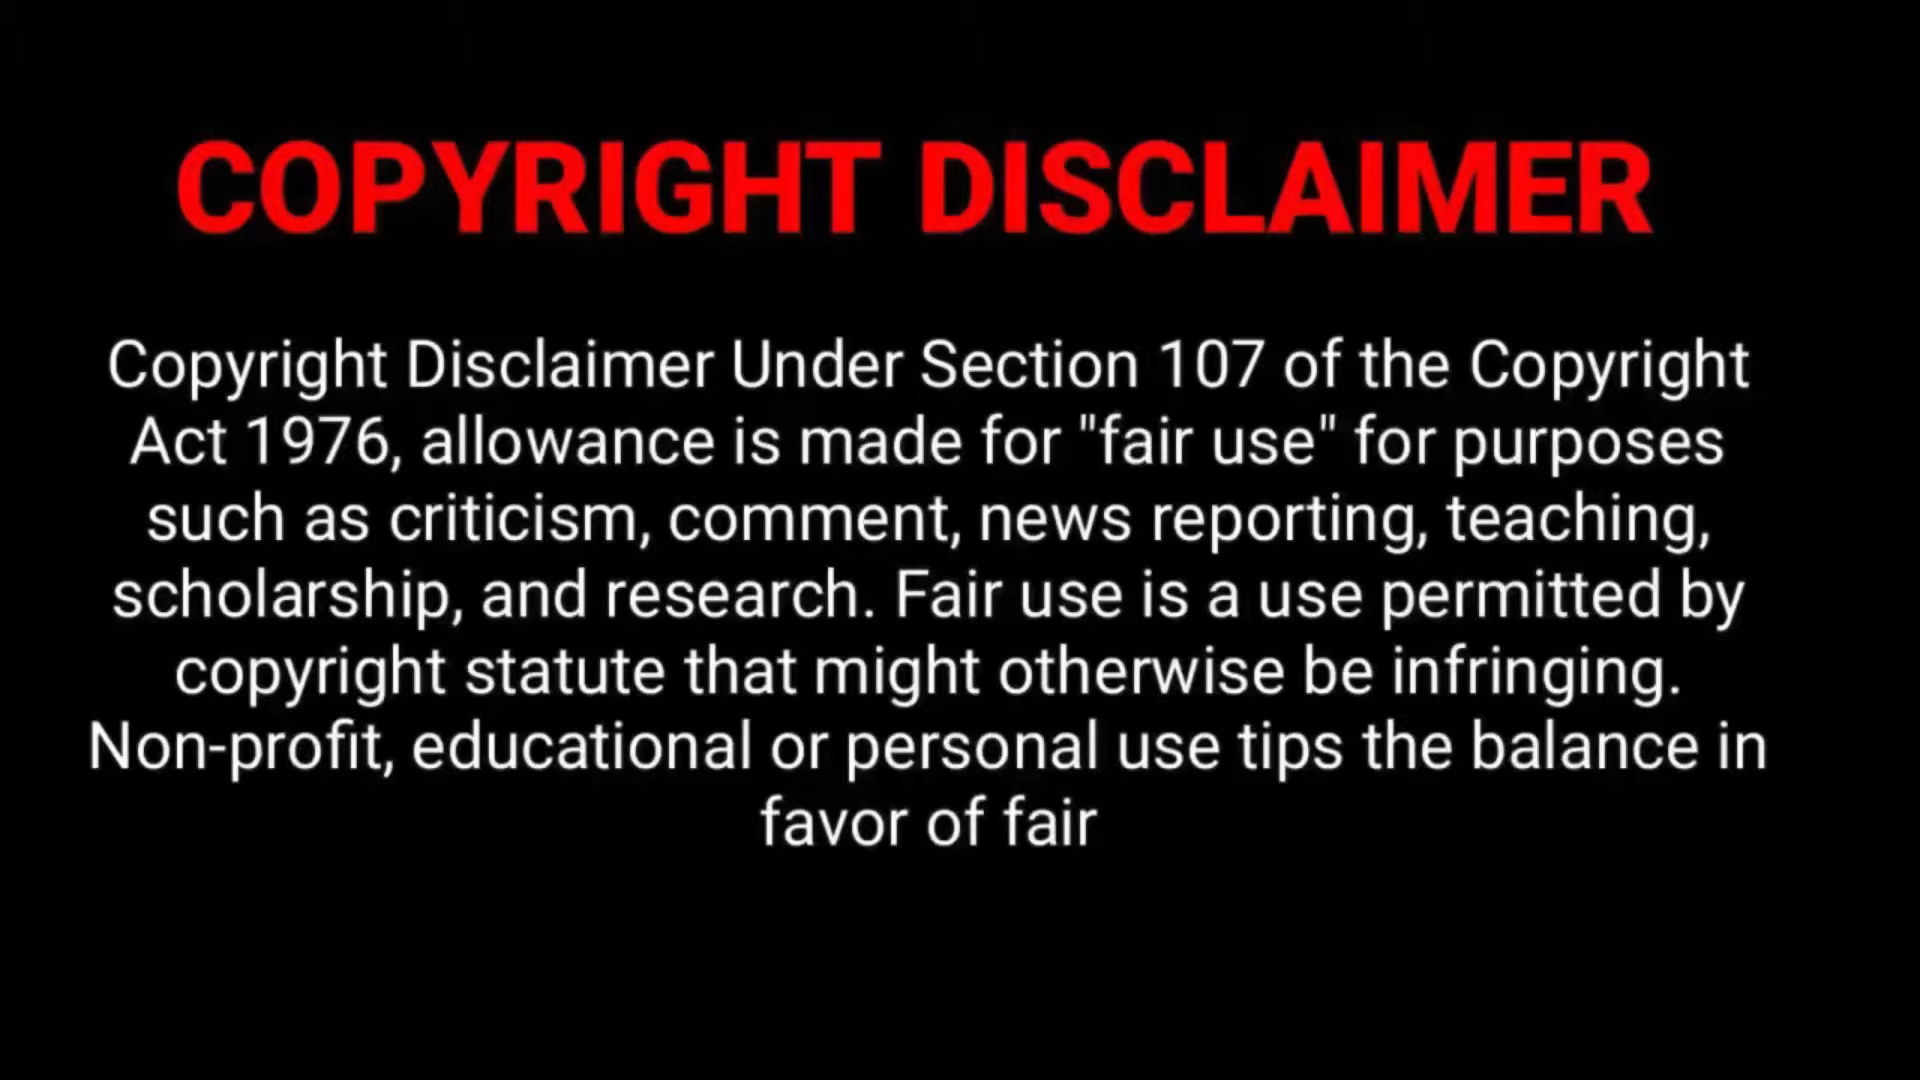 COPYRIGHT DISCLAIMER
Copyright Disclaimer Under Section 107 of the Copyright
Act 1976, allowance is made for "fair use" for purposes
such as criticism, comment, news reporting, teaching,
scholarship, and research. Fair use is a use permitted by
copyright statute that might otherwise be infringing.
Non-profit, educational or personal use tips the balance in
favor of fair